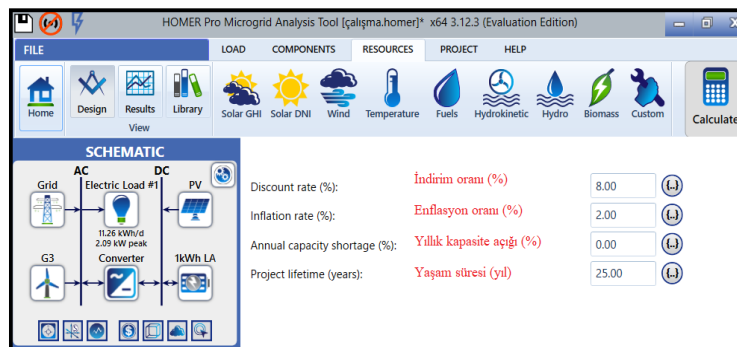 HOMER Pro Microgrid Analysis Tool [çalışma.homer]* x64 3.12.3 (Evaluation Edition)
FILE LOAD COMPONENTS RESOURCES PROJECT HELP
Home Design Results Library Solar GHI Solar DNI Wind Temperature Fuels Hydrokinetic Hydro Biomass Custom Calculate
View
SCHEMATIC
AC DC
Grid Electric Load #1 PV
11.26 kWh/d
2.09 kW peak
G3 Converter 1kWh LA
Discount rate (%): İndirim oranı (%) 8.00 {..}
Inflation rate (%): Enflasyon oranı (%) 2.00 {..}
Annual capacity shortage (%): Yıllık kapasite açığı (%) 0.00 {..}
Project lifetime (years): Yaşam süresi (yıl) 25.00 {..}